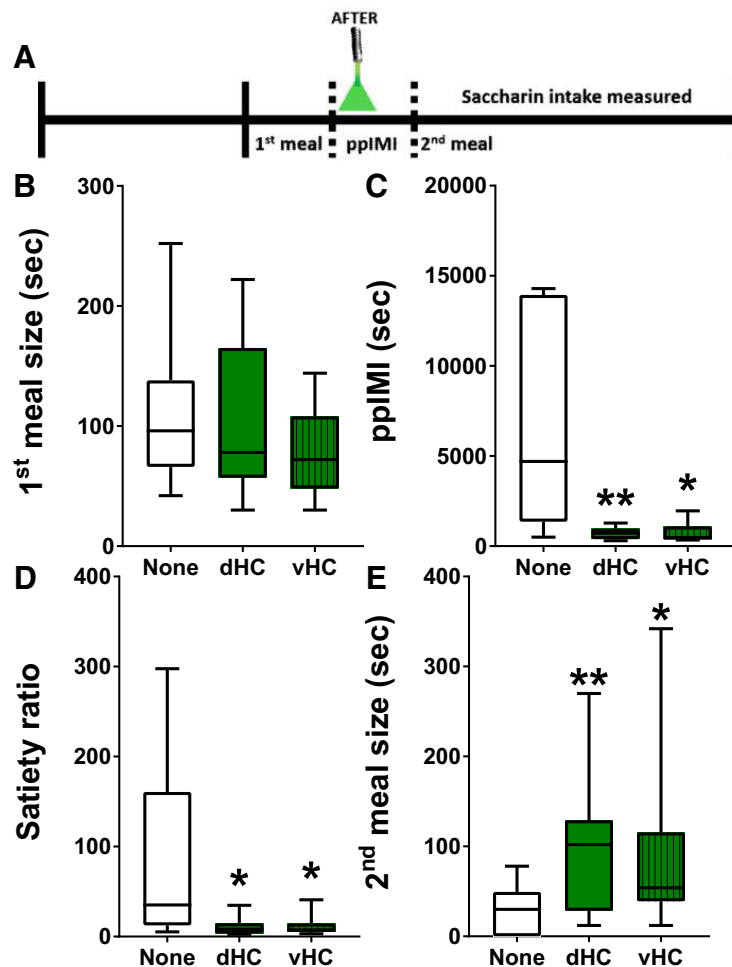 AFTER
A
Saccharin intake measured
1st meal
ppIMI
2nd meal
B
1st meal size (sec)
300
200
100
0
None
dHC
vHC
C
ppIMI (sec)
20000
15000
10000
5000
0
**
*
None
dHC
vHC
D
Satiety ratio
400
300
200
100
0
*
*
None
dHC
vHC
E
2nd meal size (sec)
400
300
200
100
0
**
*
None
dHC
vHC